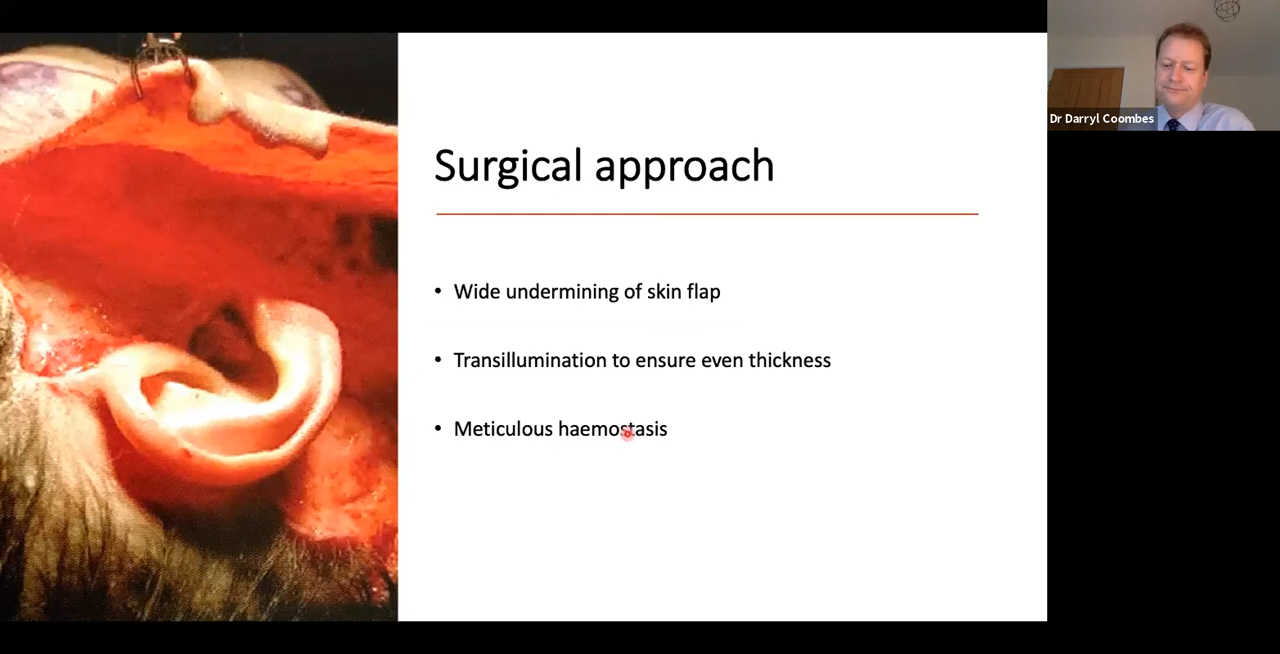 Dr Darryl Coombes
Surgical approach
• Wide undermining of skin flap
• Transillumination to ensure even thickness
• Meticulous haemostasis